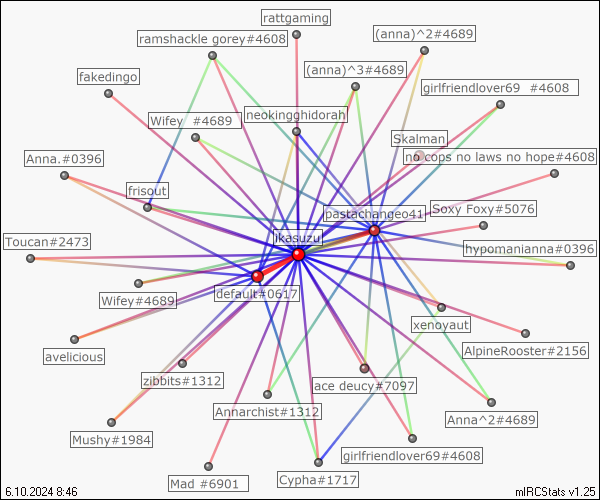 rattgaming
(anna)^2#4689
ramshackle gorey#4608
(anna)^3#4689
fakedingo
girlfriendlover69  #4608
neokingghidorah
Wifey  #4689
Skalman
no cops no laws no hope#4608
Anna.#0396
frisout
Soxy Foxy#5076
pastachangeo41
jkasuzu
Toucan#2473
hypomanianna#0396
default#0617
Wifey#4689
xenoyaut
avelicious
AlpineRooster#2156
zibbits#1312
ace deucy#7097
Annarchist#1312
Anna^2#4689
Mushy#1984
girlfriendlover69#4608
Mad #6901
Cypha#1717
6.10.2024 8:46
mIRCStats v1.25